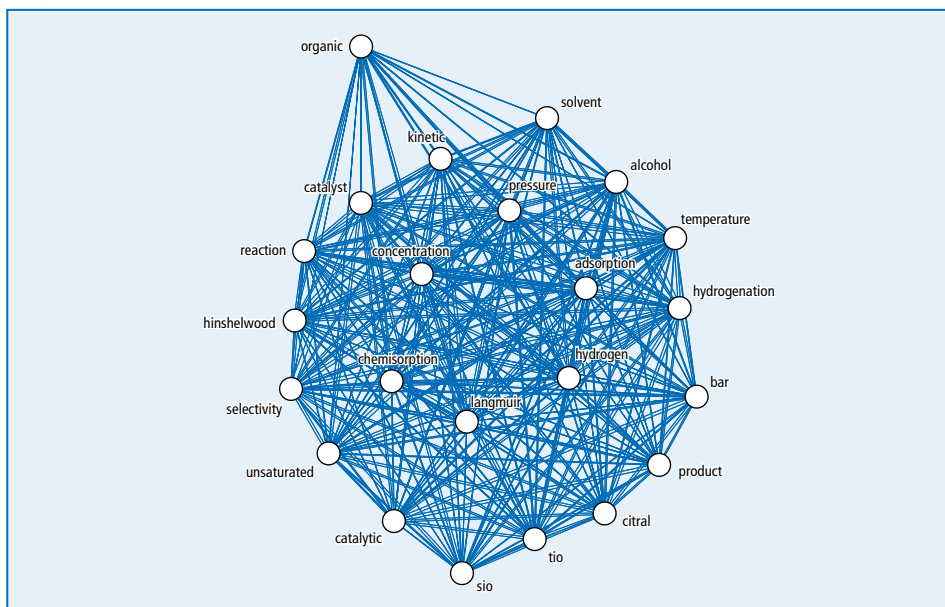 organic
solvent
kinetic
alcohol
catalyst
pressure
temperature
reaction
concentration
adsorption
hydrogenation
hinshelwood
chemisorption
hydrogen
bar
selectivity
langmuir
unsaturated
product
citral
catalytic
tio
sio